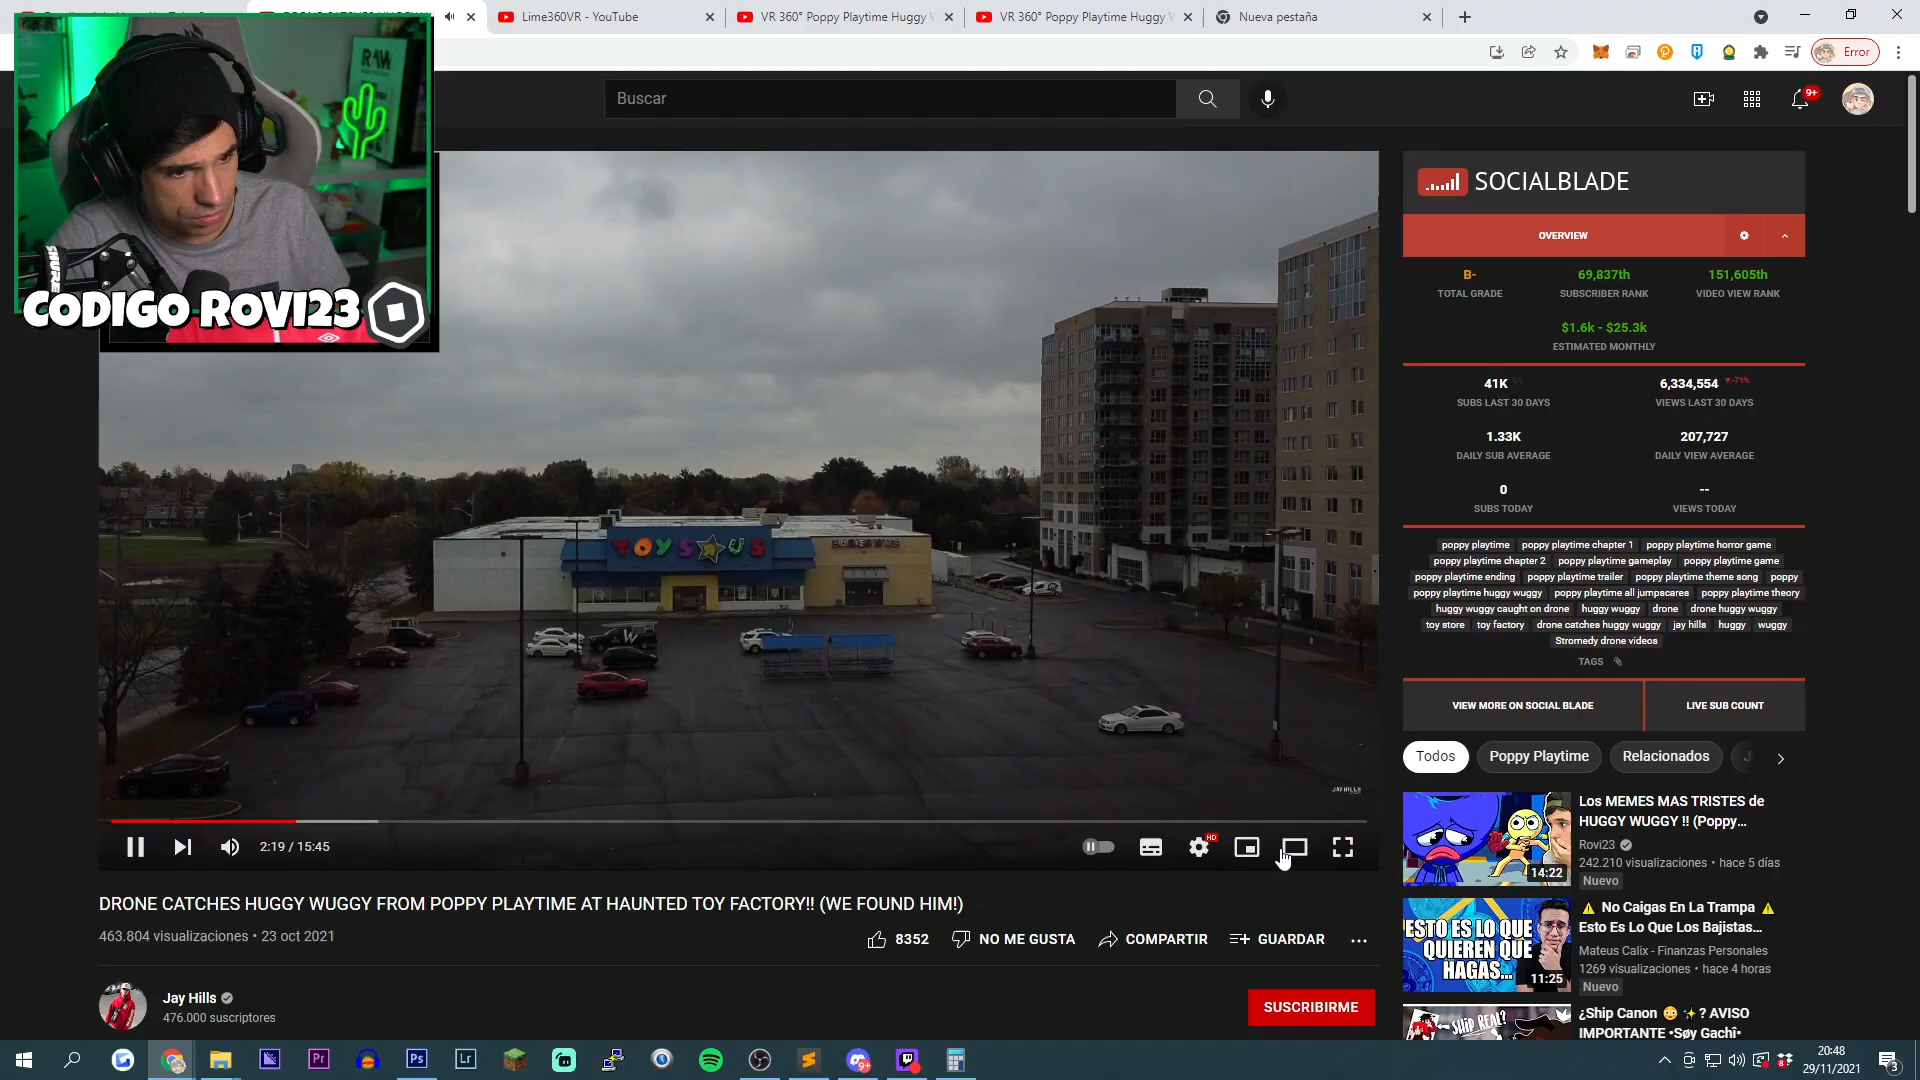 Lime360VR - YouTube
VR 360° Poppy Playtime Huggy W
VR 360° Poppy Playtime Huggy W
Nueva pestaña
Error
Buscar
9+
RAW
SHURE
CODIGO ROVI23
TOYS R US
JAY HILLS
2:19 / 15:45
HD
DRONE CATCHES HUGGY WUGGY FROM POPPY PLAYTIME AT HAUNTED TOY FACTORY!! (WE FOUND HIM!)
463.804 visualizaciones • 23 oct 2021
8352
NO ME GUSTA
COMPARTIR
GUARDAR
Jay Hills
476.000 suscriptores
SUSCRIBIRME
SOCIALBLADE
OVERVIEW
B-
69,837th
151,605th
TOTAL GRADE
SUBSCRIBER RANK
VIDEO VIEW RANK
$1.6k - $25.3k
ESTIMATED MONTHLY
41K
6,334,554 -71%
SUBS LAST 30 DAYS
VIEWS LAST 30 DAYS
1.33K
207,727
DAILY SUB AVERAGE
DAILY VIEW AVERAGE
0
--
SUBS TODAY
VIEWS TODAY
poppy playtime poppy playtime chapter 1 poppy playtime horror game
poppy playtime chapter 2 poppy playtime gameplay poppy playtime game
poppy playtime ending poppy playtime trailer poppy playtime theme song poppy
poppy playtime huggy wuggy poppy playtime all jumpscares poppy playtime theory
huggy wuggy caught on drone huggy wuggy drone drone huggy wuggy
toy store toy factory drone catches huggy wuggy jay hills huggy wuggy
Stromedy drone videos
TAGS
VIEW MORE ON SOCIAL BLADE
LIVE SUB COUNT
Todos
Poppy Playtime
Relacionados
Los MEMES MAS TRISTES de
HUGGY WUGGY !! (Poppy...
Rovi23
242.210 visualizaciones • hace 5 días
Nuevo
14:22
⚠ No Caigas En La Trampa ⚠
Esto Es Lo Que Los Bajistas...
Mateus Calix - Finanzas Personales
1269 visualizaciones • hace 4 horas
Nuevo
ESTO ES LO QUE
QUIEREN QUE
HAGAS...
11:25
¿Ship Canon 😳 ✨? AVISO
IMPORTANTE •Søy Gachî•
SHIP REAL?
20:48
29/11/2021
3